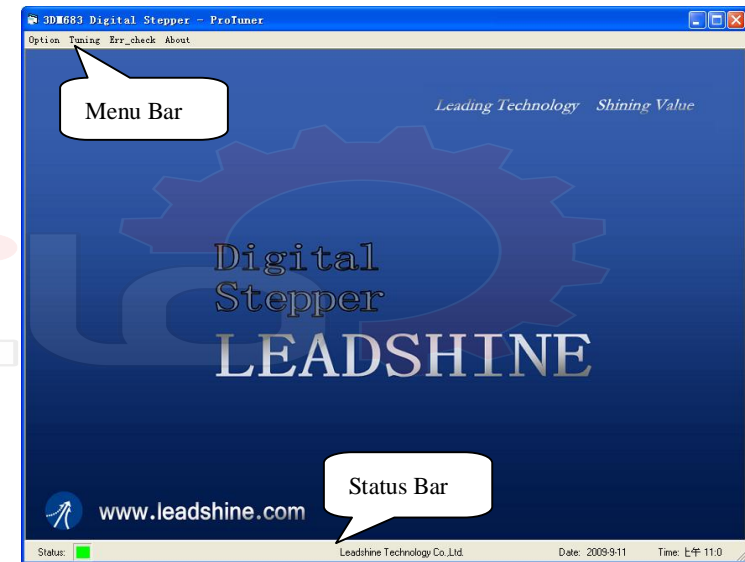 3DM683 Digital Stepper - ProTuner
Option Tuning Err_check About
Menu Bar
Leading Technology Shining Value
Digital
Stepper
LEADSHINE
Status Bar
www.leadshine.com
Status: Leadshine Technology Co.,Ltd. Date: 2009-9-11 Time: 上午 11:0